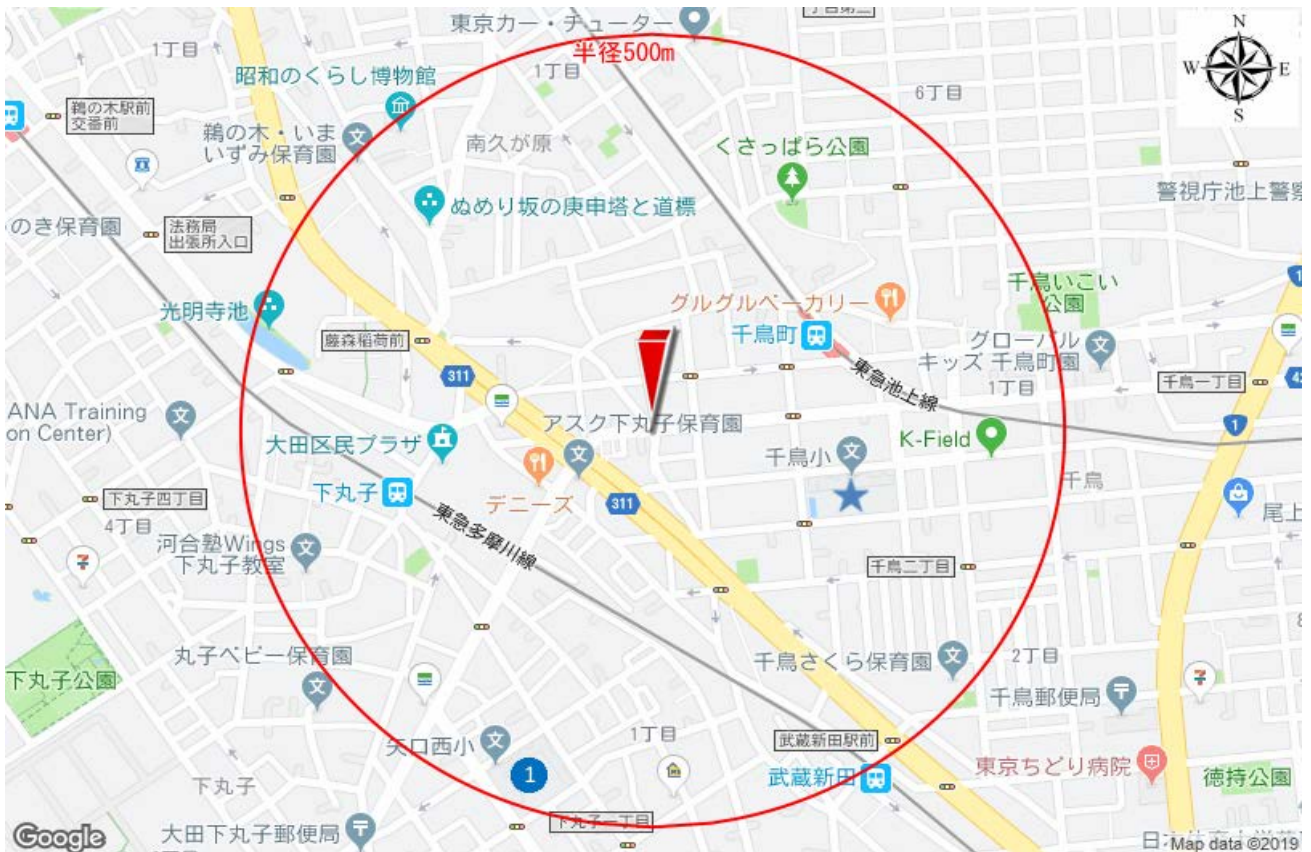 東京カー・チューター
半径500m
N
W
E
S
1丁目
1丁目
昭和のくらし博物館
6丁目
鵜の木駅前
交番前
鵜の木・いま
いずみ保育園
南久が原
くさっぱら公園
警視庁池上警察
ぬめり坂の庚申塔と道標
のき保育園
法務局
出張所入口
千鳥いこい
公園
1
光明寺池
グルグルベーカリー
藤森稲荷前
千鳥町
グローバル
キッズ 千鳥町園
東急池上線
1丁目
千鳥一丁目
311
ANA Training
on Center)
アスク下丸子保育園
K-Field
1
大田区民プラザ
千鳥小
千鳥
下丸子
デニーズ
311
下丸子四丁目
4丁目
東急多摩川線
尾上
河合塾Wings
下丸子教室
千鳥二丁目
丸子ベビー保育園
千鳥さくら保育園
2丁目
下丸子公園
千鳥郵便局
矢口西小
1丁目
武蔵新田駅前
1
武蔵新田
東京ちどり病院
徳持公園
下丸子
下丸子一丁目
Google
大田下丸子郵便局
Map data ©2019